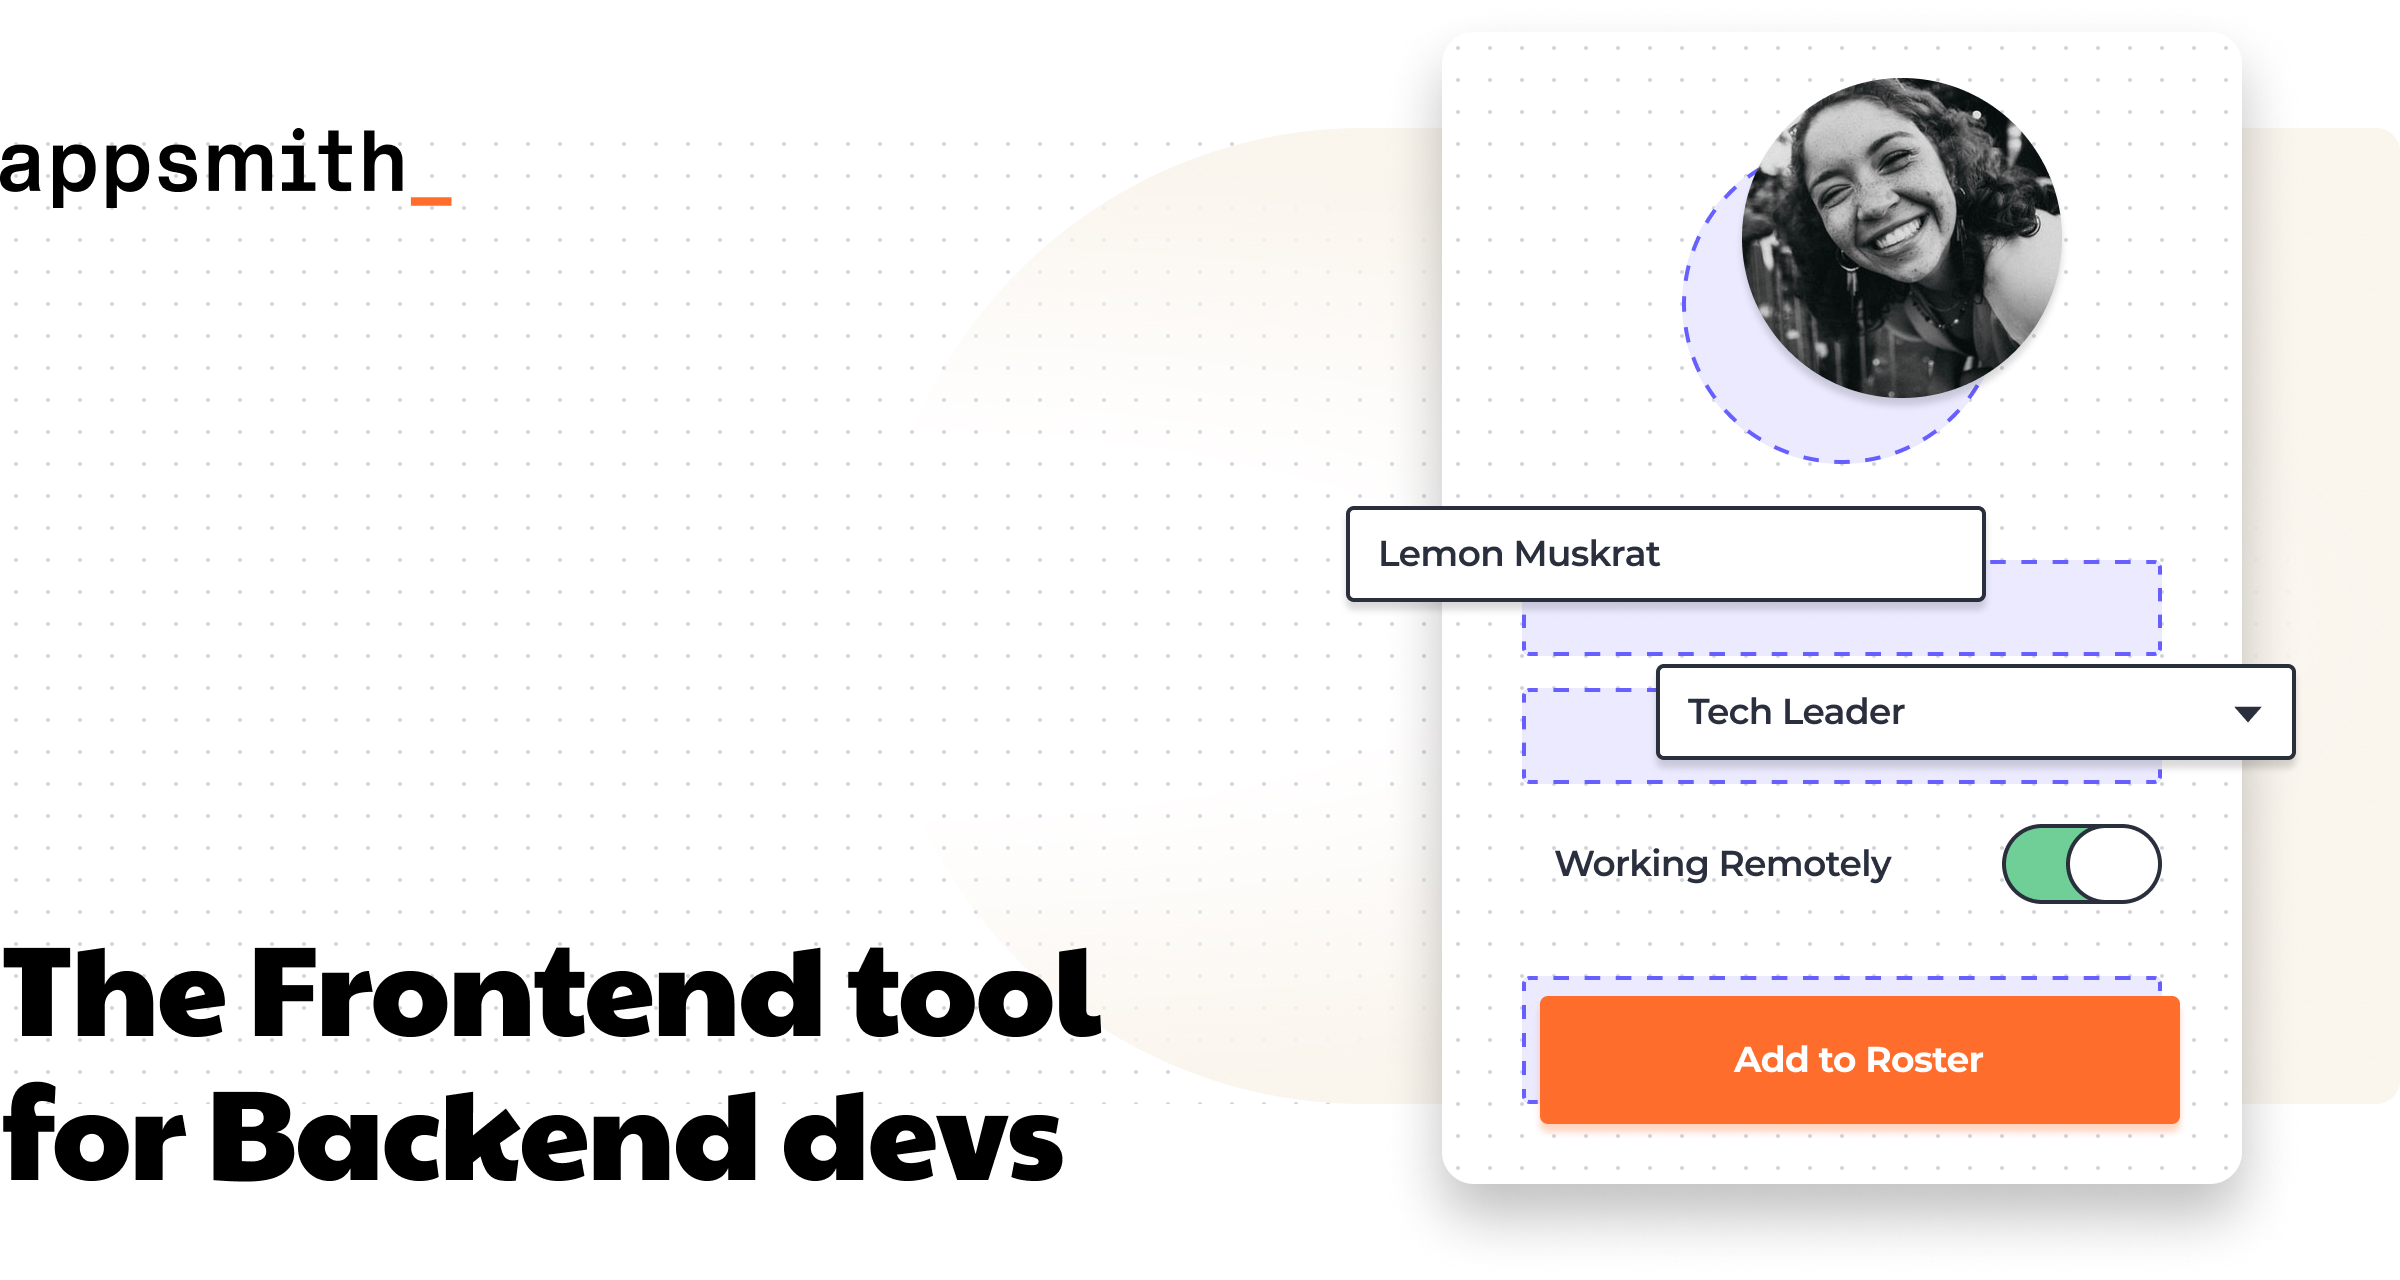 appsmith_
The Frontend tool
for Backend devs
Lemon Muskrat
Tech Leader
Working Remotely
Add to Roster